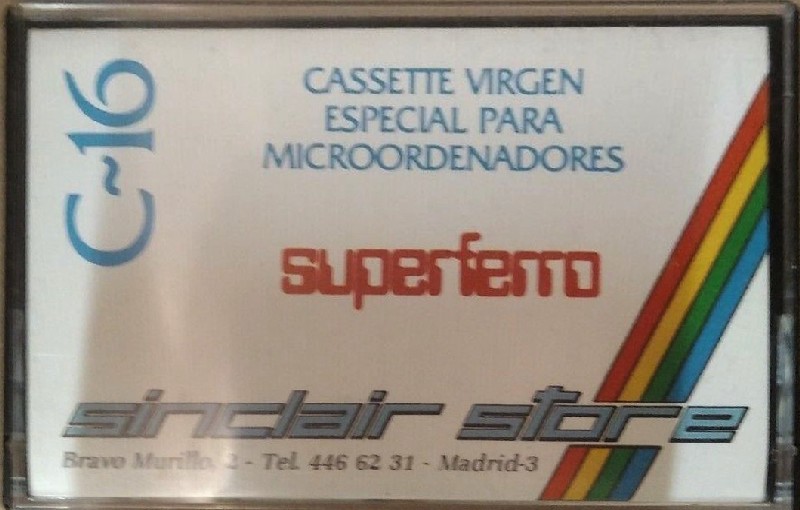 C~16
CASSETTE VIRGEN
ESPECIAL PARA
MICROORDENADORES
superferro
sinclair store
Bravo Murillo, 2 - Tel. 446 62 31 - Madrid-3